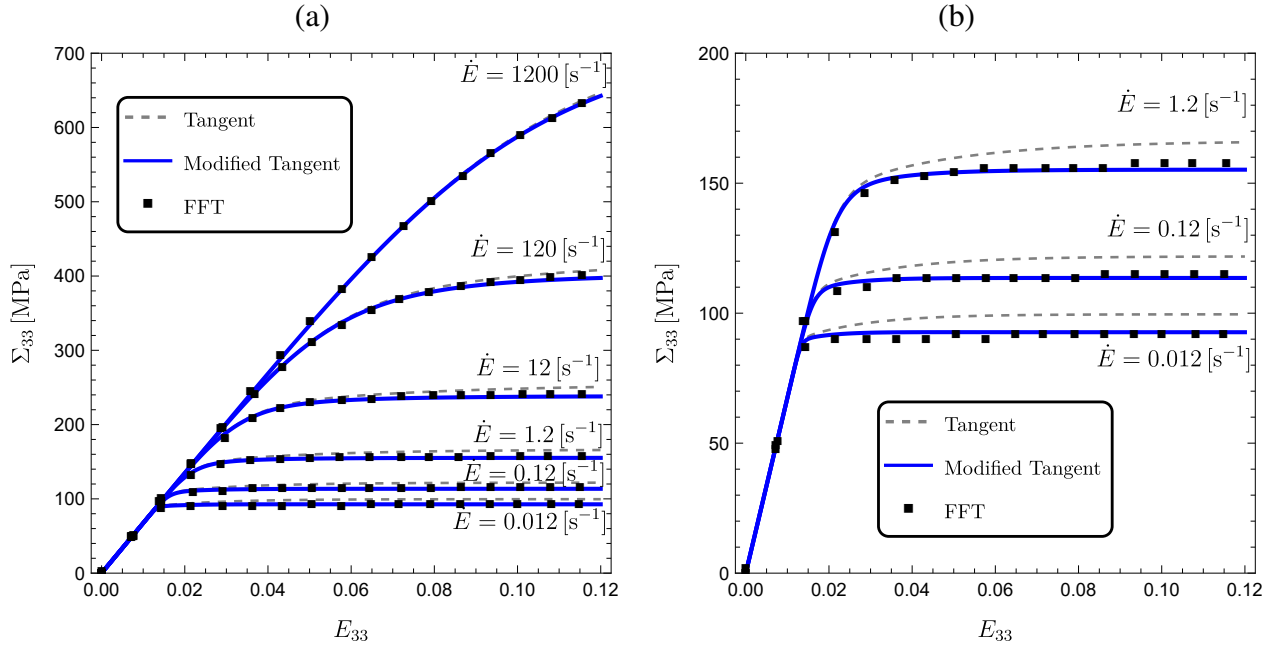 (a)
700
600
500
400
300
200
100
0
Σ₃₃ [MPa]
0.00 0.02 0.04 0.06 0.08 0.10 0.12
E₃₃
Tangent
Modified Tangent
FFT
Ė = 1200 [s⁻¹]
Ė = 120 [s⁻¹]
Ė = 12 [s⁻¹]
Ė = 1.2 [s⁻¹]
Ė = 0.12 [s⁻¹]
Ė = 0.012 [s⁻¹]
(b)
200
150
100
50
0
Σ₃₃ [MPa]
0.00 0.02 0.04 0.06 0.08 0.10 0.12
E₃₃
Ė = 1.2 [s⁻¹]
Ė = 0.12 [s⁻¹]
Ė = 0.012 [s⁻¹]
Tangent
Modified Tangent
FFT